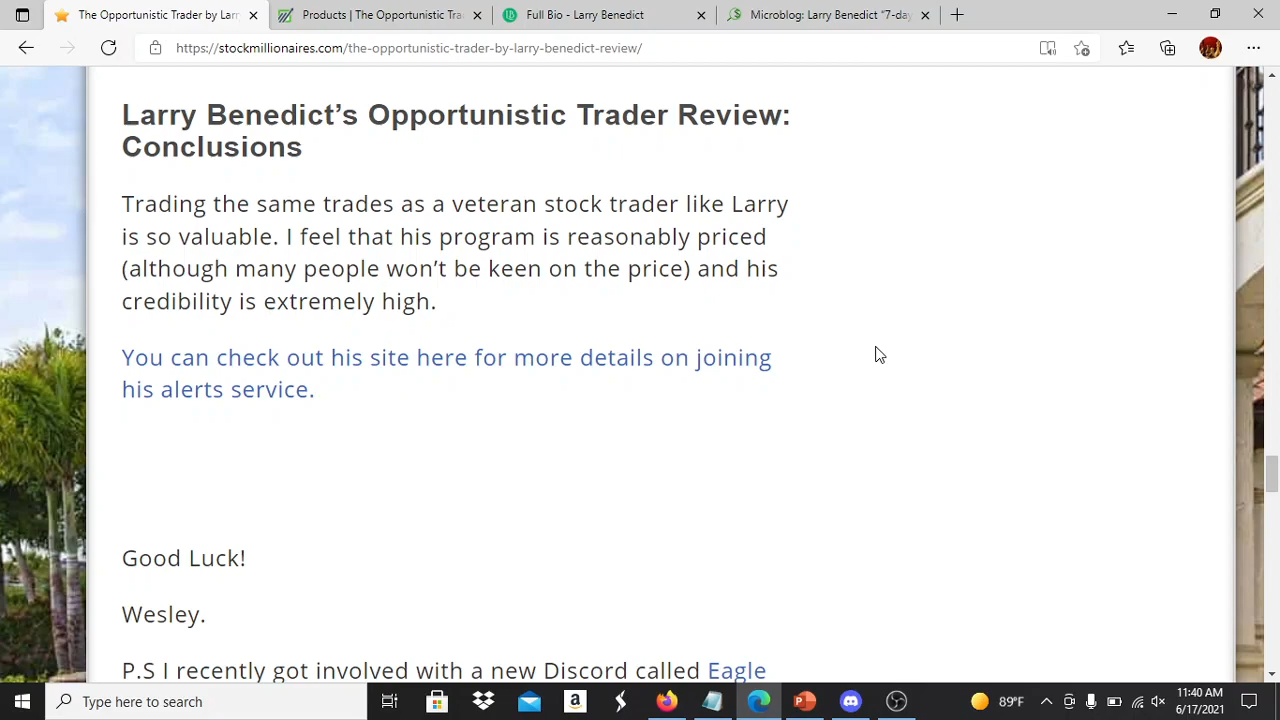 The Opportunistic Trader by Larr
Products | The Opportunistic Tra
Full Bio - Larry Benedict
Microblog: Larry Benedict "7-day
https://stockmillionaires.com/the-opportunistic-trader-by-larry-benedict-review/
Larry Benedict’s Opportunistic Trader Review:
Conclusions
Trading the same trades as a veteran stock trader like Larry
is so valuable. I feel that his program is reasonably priced
(although many people won’t be keen on the price) and his
credibility is extremely high.
You can check out his site here for more details on joining
his alerts service.
Good Luck!
Wesley.
P.S I recently got involved with a new Discord called Eagle
Type here to search
89°F
11:40 AM
6/17/2021